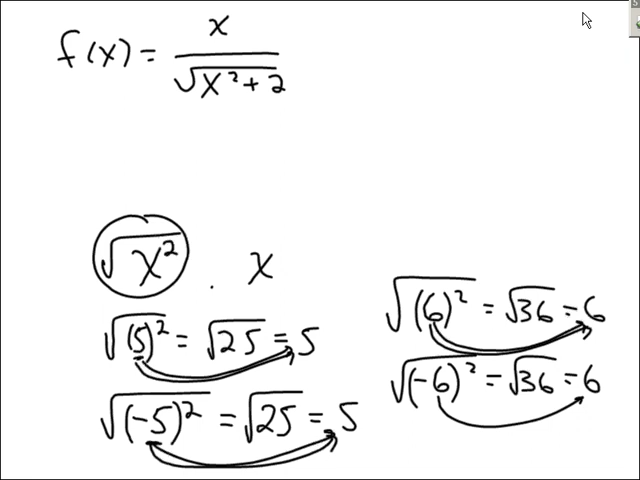 f(x) = x / √(x²+2)
√x² . x
√(5)² = √25 = 5
√(-5)² = √25 = 5
√(6)² = √36 = 6
√(-6)² = √36 = 6